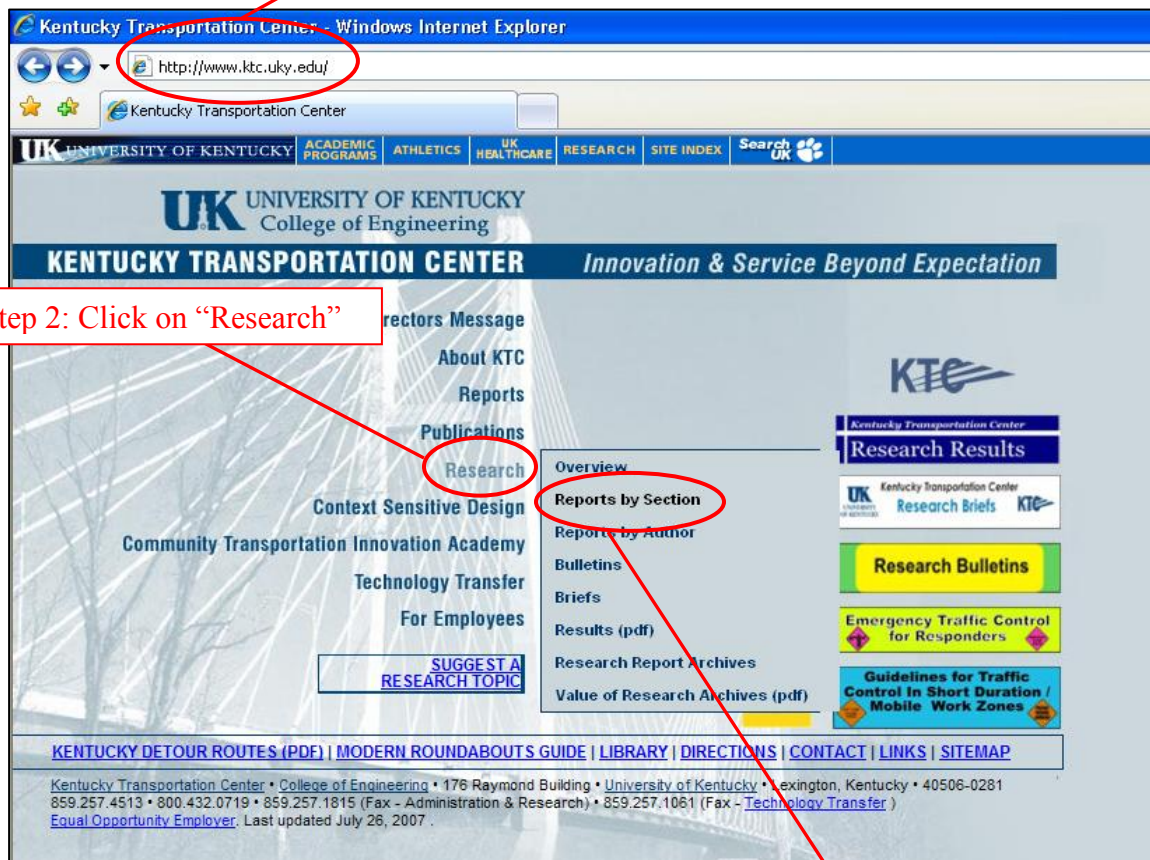 Kentucky Transportation Center - Windows Internet Explorer
http://www.ktc.uky.edu/
Kentucky Transportation Center
UK UNIVERSITY OF KENTUCKY ACADEMIC PROGRAMS ATHLETICS UK HEALTHCARE RESEARCH SITE INDEX Search UK
UK UNIVERSITY OF KENTUCKY
College of Engineering
KENTUCKY TRANSPORTATION CENTER Innovation & Service Beyond Expectation
tep 2: Click on “Research”
rectors Message
About KTC
Reports
Publications
Research
Context Sensitive Design
Community Transportation Innovation Academy
Technology Transfer
For Employees
SUGGEST A
RESEARCH TOPIC
Overview
Reports by Section
Reports by Author
Bulletins
Briefs
Results (pdf)
Research Report Archives
Value of Research Archives (pdf)
KTC
Kentucky Transportation Center
Research Results
UK Kentucky Transportation Center
Research Briefs KTC
Research Bulletins
Emergency Traffic Control
for Responders
Guidelines for Traffic
Control In Short Duration /
Mobile Work Zones
KENTUCKY DETOUR ROUTES (PDF) | MODERN ROUNDABOUTS GUIDE | LIBRARY | DIRECTIONS | CONTACT | LINKS | SITEMAP
Kentucky Transportation Center • College of Engineering • 176 Raymond Building • University of Kentucky • Lexington, Kentucky • 40506-0281
859.257.4513 • 800.432.0719 • 859.257.1815 (Fax - Administration & Research) • 859.257.1061 (Fax - Technology Transfer )
Equal Opportunity Employer. Last updated July 26, 2007 .